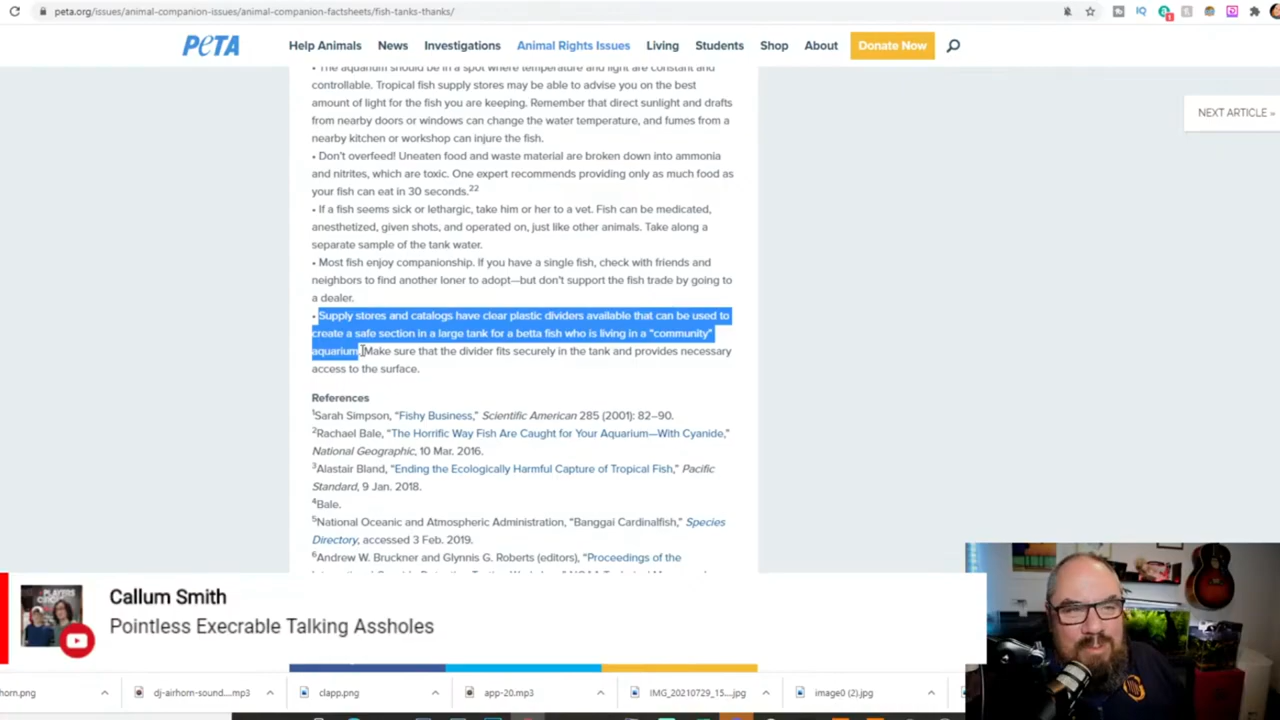 peta.org/issues/animal-companion-issues/animal-companion-factsheets/fish-tanks-thanks/
PETA
Help Animals
News
Investigations
Animal Rights Issues
Living
Students
Shop
About
Donate Now
NEXT ARTICLE »
• The aquarium should be in a spot where temperature and light are constant and
controllable. Tropical fish supply stores may be able to advise you on the best
amount of light for the fish you are keeping. Remember that direct sunlight and drafts
from nearby doors or windows can change the water temperature, and fumes from a
nearby kitchen or workshop can injure the fish.
• Don't overfeed! Uneaten food and waste material are broken down into ammonia
and nitrites, which are toxic. One expert recommends providing only as much food as
your fish can eat in 30 seconds.22
• If a fish seems sick or lethargic, take him or her to a vet. Fish can be medicated,
anesthetized, given shots, and operated on, just like other animals. Take along a
separate sample of the tank water.
• Most fish enjoy companionship. If you have a single fish, check with friends and
neighbors to find another loner to adopt—but don't support the fish trade by going to
a dealer.
• Supply stores and catalogs have clear plastic dividers available that can be used to
create a safe section in a large tank for a betta fish who is living in a "community"
aquarium. Make sure that the divider fits securely in the tank and provides necessary
access to the surface.
References
1Sarah Simpson, "Fishy Business," Scientific American 285 (2001): 82–90.
2Rachael Bale, "The Horrific Way Fish Are Caught for Your Aquarium—With Cyanide,"
National Geographic, 10 Mar. 2016.
3Alastair Bland, "Ending the Ecologically Harmful Capture of Tropical Fish," Pacific
Standard, 9 Jan. 2018.
4Bale.
5National Oceanic and Atmospheric Administration, "Banggai Cardinalfish," Species
Directory, accessed 3 Feb. 2019.
6Andrew W. Bruckner and Glynnis G. Roberts (editors), "Proceedings of the
Callum Smith
Pointless Execrable Talking Assholes
horn.png
dj-airhorn-sound....mp3
clapp.png
app-20.mp3
IMG_20210729_15....jpg
image0 (2).jpg